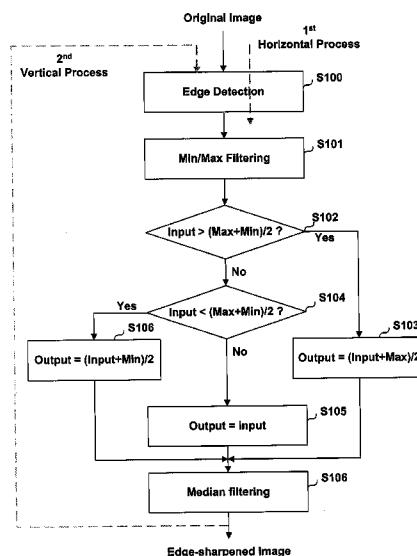 Original Image
1st
Horizontal Process
2nd
Vertical Process
S100
Edge Detection
S101
Min/Max Filtering
S102
Input > (Max+Min)/2 ?
Yes
No
S104
Input < (Max+Min)/2 ?
Yes
S106
No
S103
Output = (Input+Min)/2
Output = (Input+Max)/2
S105
Output = input
S106
Median filtering
Edge-sharpened Image